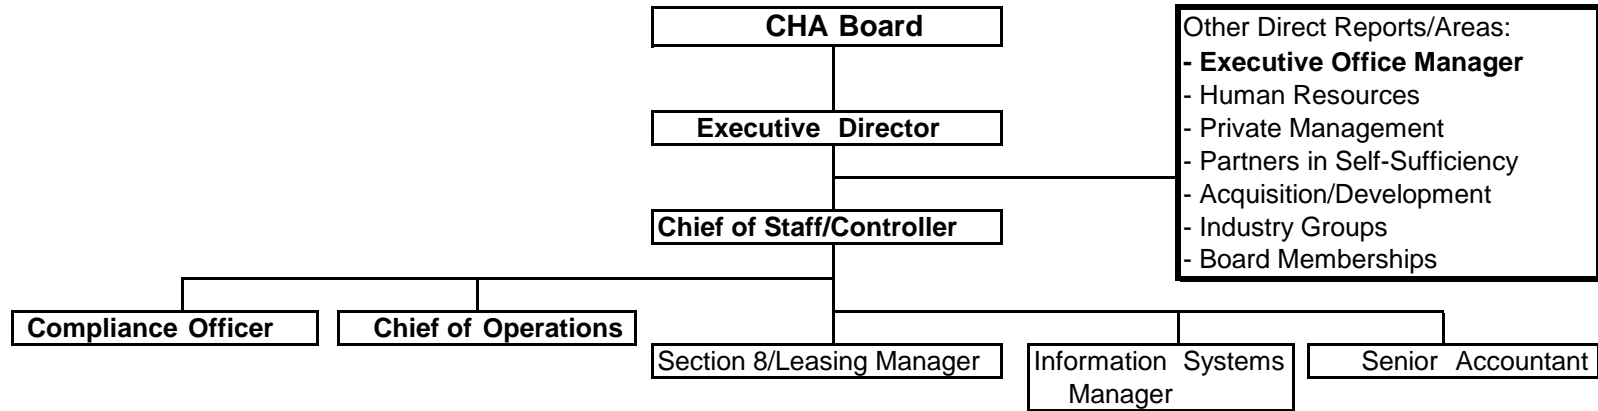 CHA Board
Other Direct Reports/Areas:
- Executive Office Manager
- Human Resources
- Private Management
- Partners in Self-Sufficiency
- Acquisition/Development
- Industry Groups
- Board Memberships
Executive Director
Chief of Staff/Controller
Compliance Officer
Chief of Operations
Section 8/Leasing Manager
Information Systems
Manager
Senior Accountant